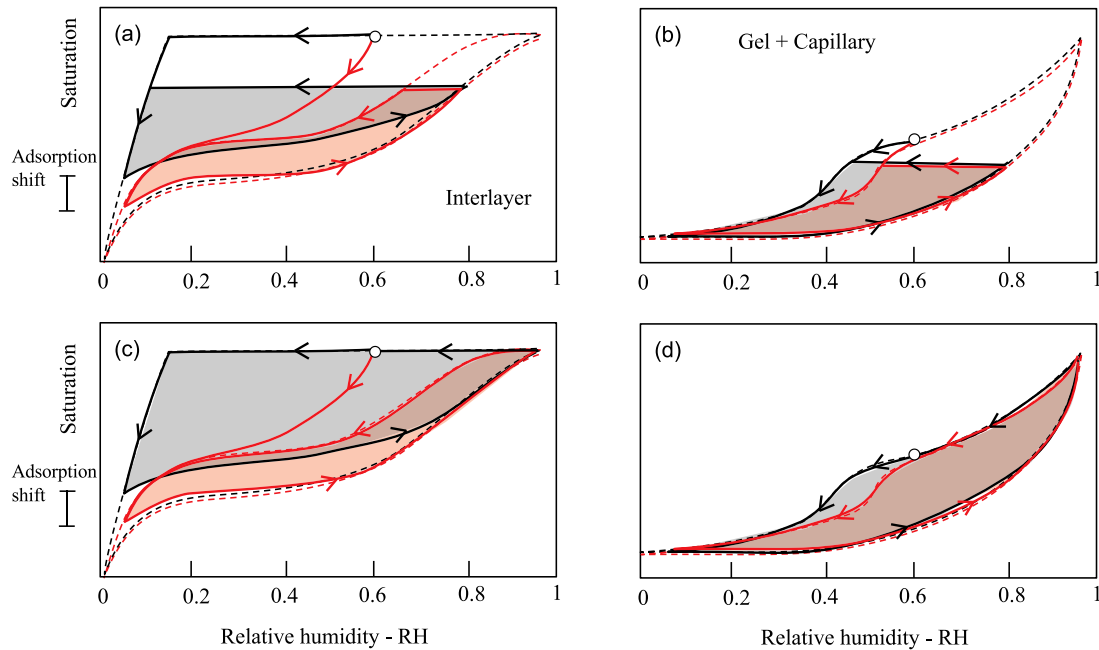 (a)
Saturation
Adsorption
shift
Interlayer
0 0.2 0.4 0.6 0.8 1
(b)
Gel + Capillary
0 0.2 0.4 0.6 0.8 1
(c)
Saturation
Adsorption
shift
0 0.2 0.4 0.6 0.8 1
Relative humidity - RH
(d)
0 0.2 0.4 0.6 0.8 1
Relative humidity - RH